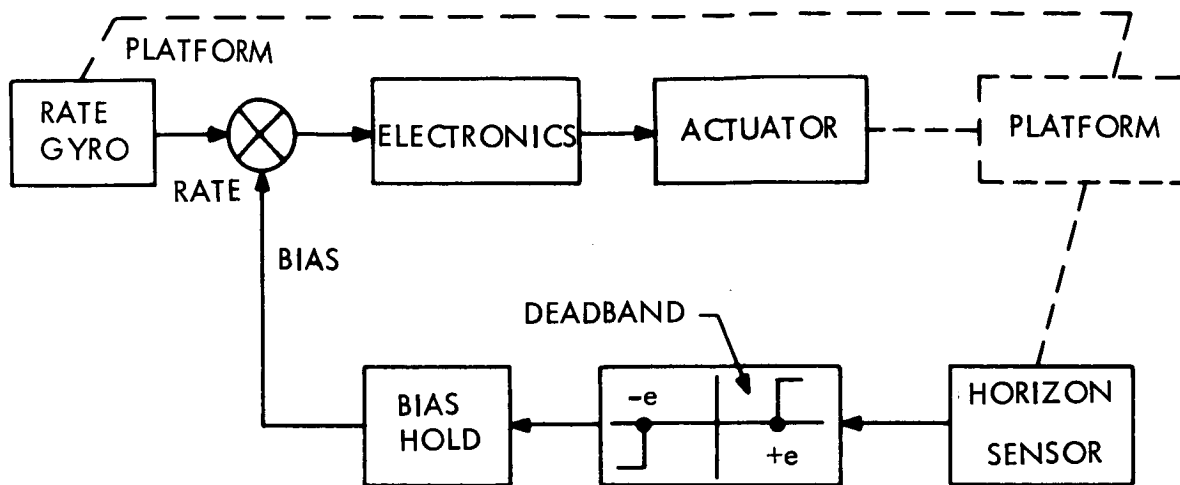 PLATFORM
RATE
GYRO
ELECTRONICS
ACTUATOR
PLATFORM
RATE
BIAS
DEADBAND
BIAS
HOLD
-e
+e
HORIZON
SENSOR